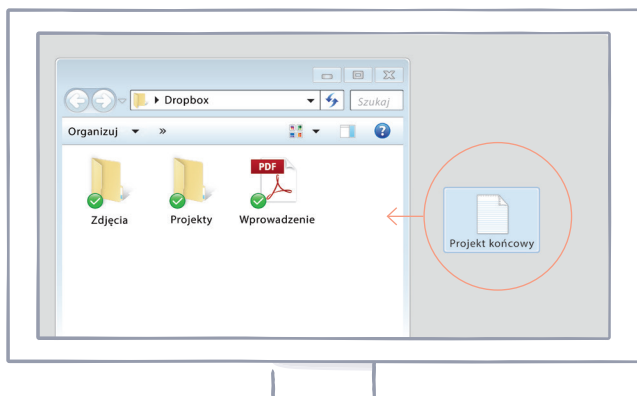 Dropbox
Szukaj
Organizuj
»
PDF
Zdjęcia
Projekty
Wprowadzenie
Projekt końcowy